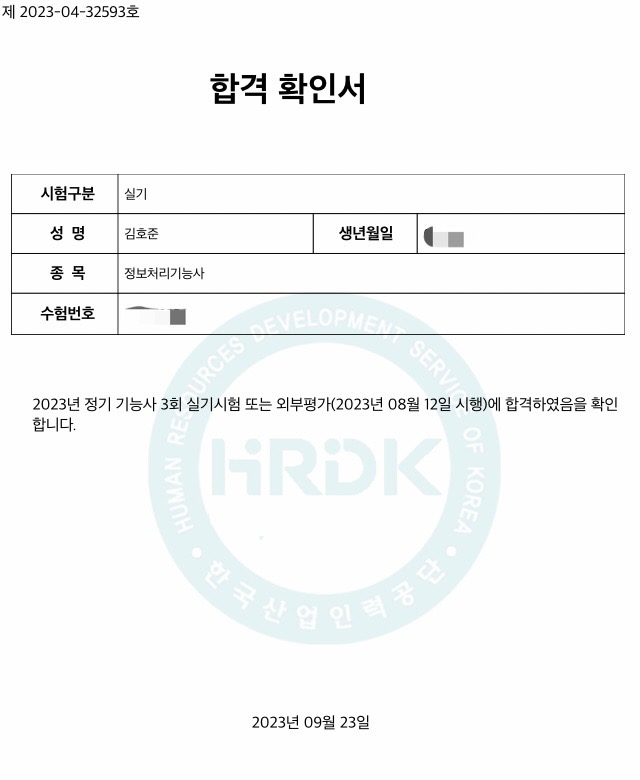 제 2023-04-32593호
합격 확인서
시험구분 실기
성 명 김호준 생년월일
종 목 정보처리기능사
수험번호
2023년 정기 기능사 3회 실기시험 또는 외부평가(2023년 08월 12일 시행)에 합격하였음을 확인
합니다.
HUMAN RESOURCES DEVELOPMENT SERVICE OF KOREA
HRDK
한국산업인력공단
2023년 09월 23일